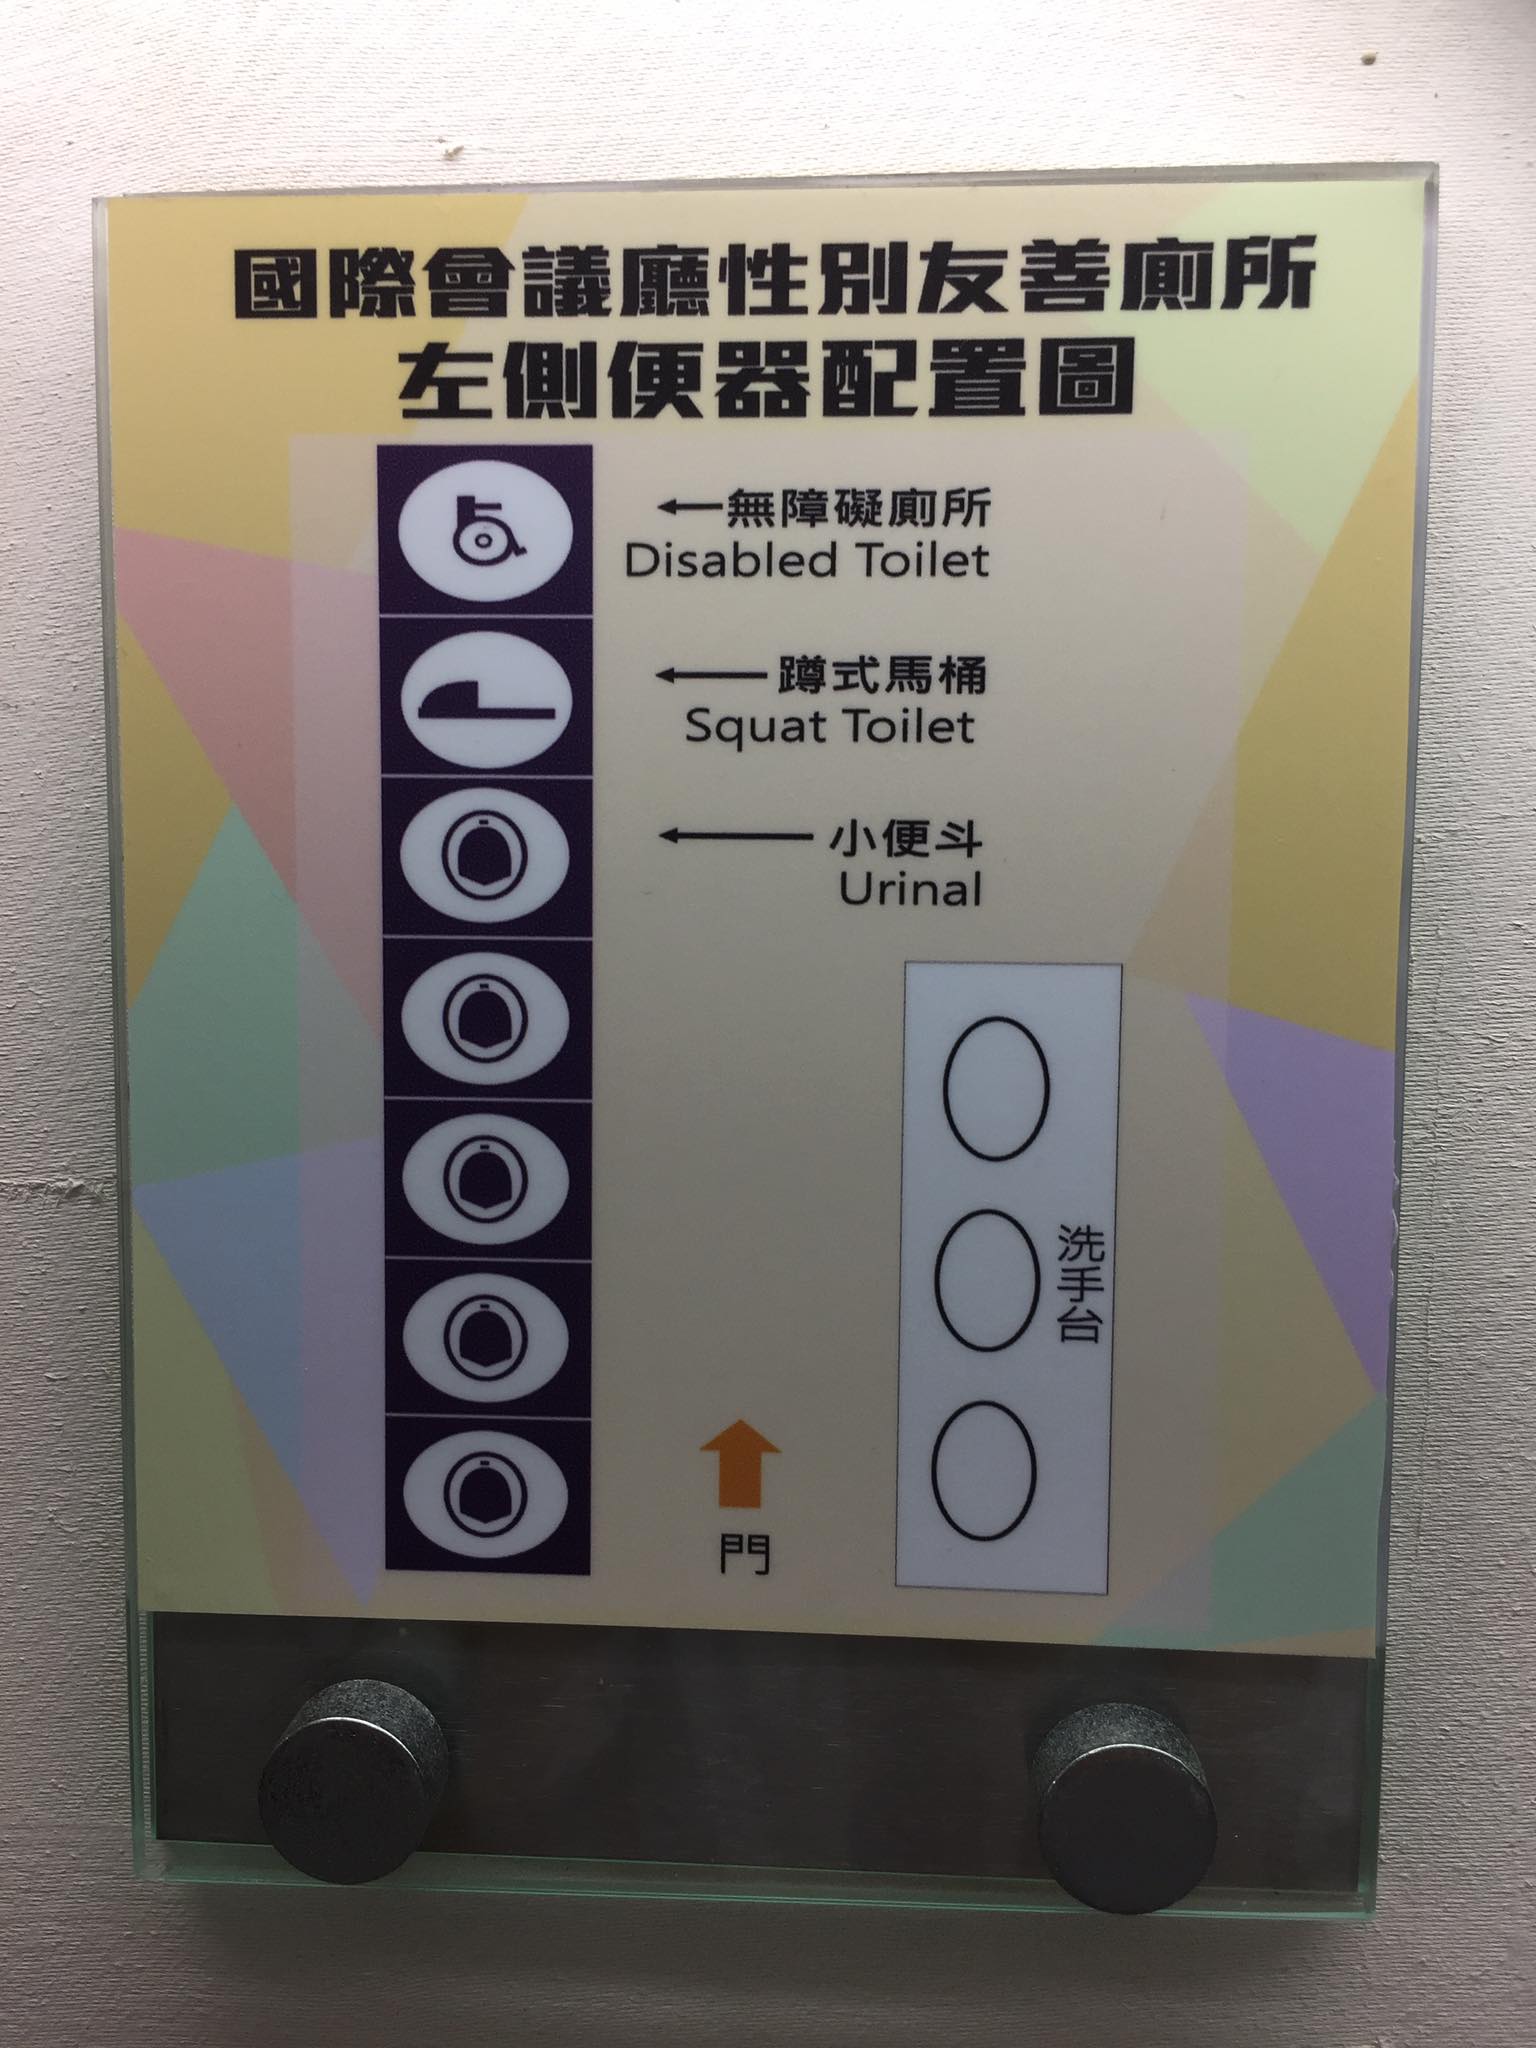 國際會議廳性別友善廁所
左側便器配置圖
無障礙廁所
Disabled Toilet
蹲式馬桶
Squat Toilet
小便斗
Urinal
洗手台
門